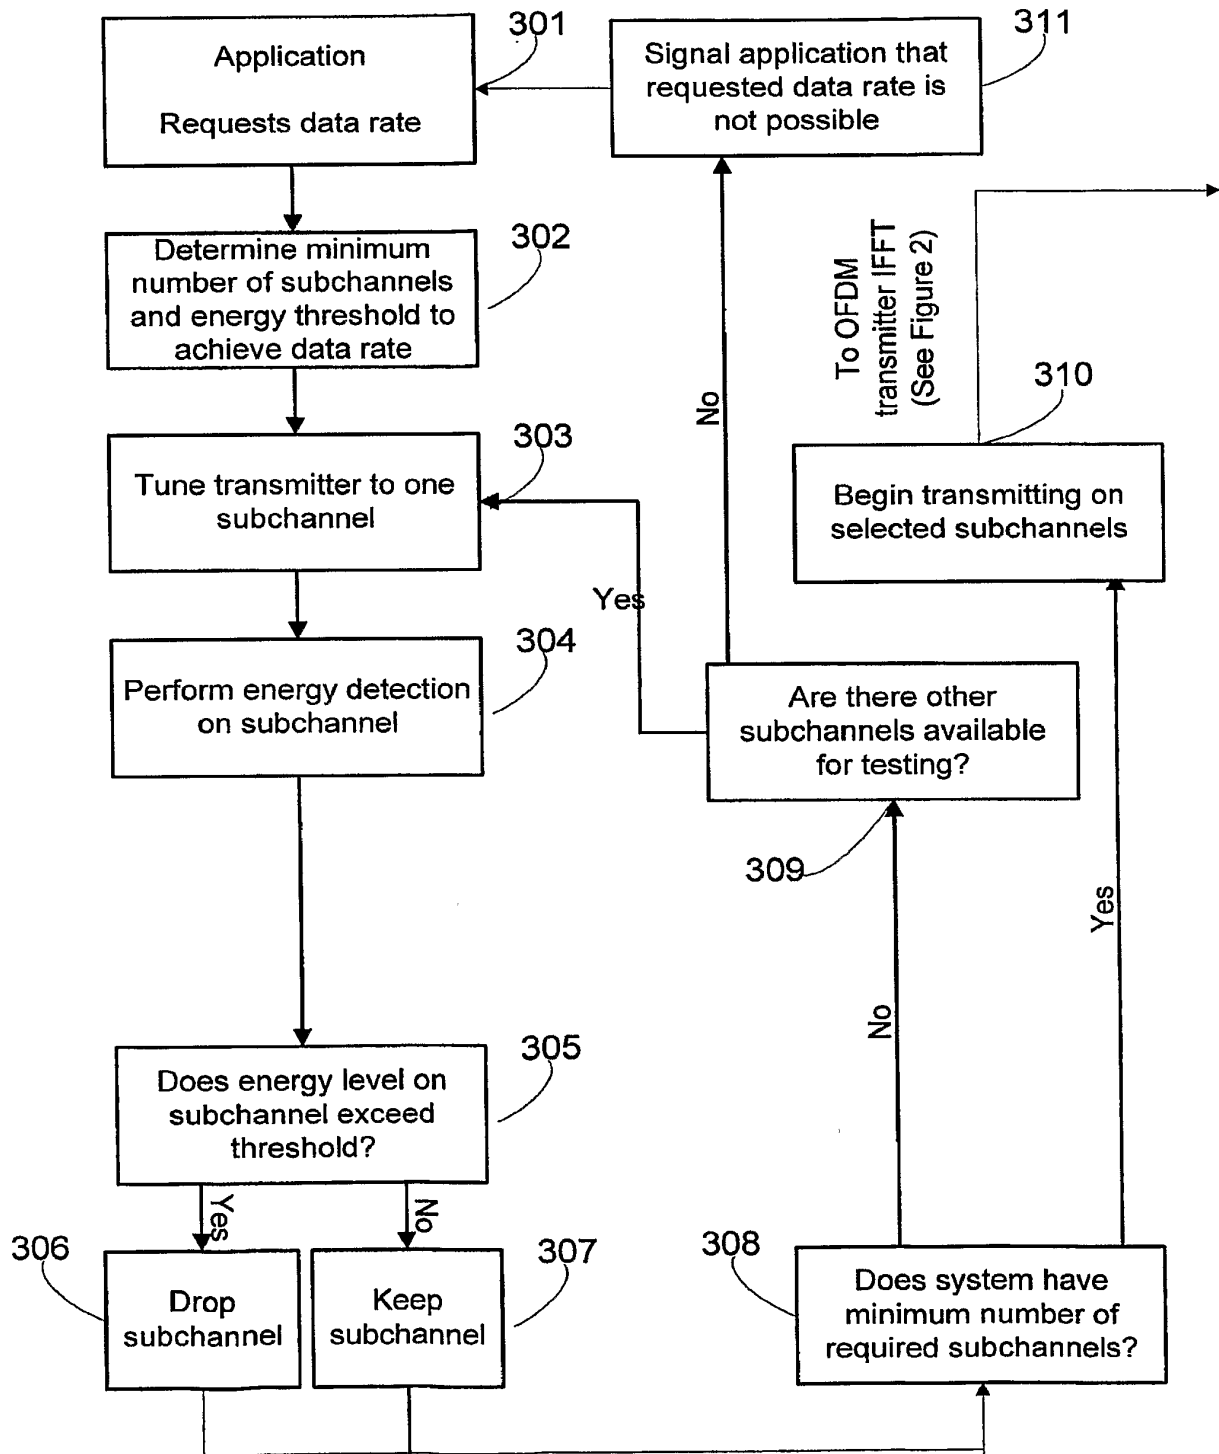 301
Application
Requests data rate
311
Signal application that
requested data rate is
not possible
302
Determine minimum
number of subchannels
and energy threshold to
achieve data rate
To OFDM
transmitter IFFT
(See Figure 2)
No
310
303
Tune transmitter to one
subchannel
Begin transmitting on
selected subchannels
Yes
304
Perform energy detection
on subchannel
Are there other
subchannels available
for testing?
309
Yes
No
305
Does energy level on
subchannel exceed
threshold?
Yes
No
306
Drop
subchannel
307
Keep
subchannel
308
Does system have
minimum number of
required subchannels?